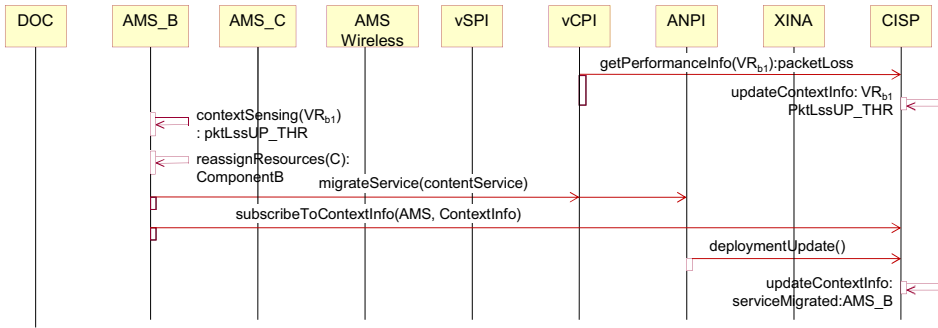 DOC
AMS_B
AMS_C
AMS
Wireless
vSPI
vCPI
ANPI
XINA
CISP
getPerformanceInfo(VRb1):packetLoss
updateContextInfo: VRb1
PktLssUP_THR
contextSensing(VRb1)
: pktLssUP_THR
reassignResources(C):
ComponentB
migrateService(contentService)
subscribeToContextInfo(AMS, ContextInfo)
deploymentUpdate()
updateContextInfo:
serviceMigrated:AMS_B